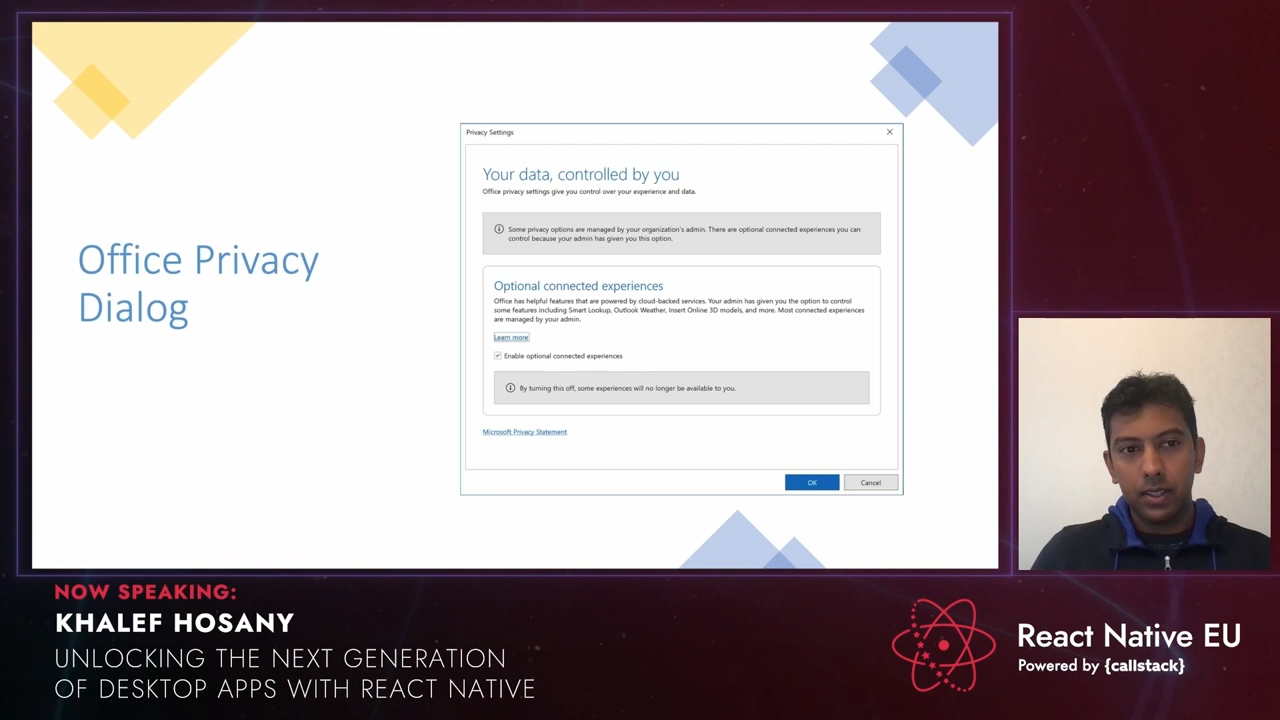 Office Privacy
Dialog
Privacy Settings
Your data, controlled by you
Office privacy settings give you control over your experience and data.
Some privacy options are managed by your organization's admin. There are optional connected experiences you can
control because your admin has given you this option.
Optional connected experiences
Office has helpful features that are powered by cloud-backed services. Your admin has given you the option to control
some features including Smart Lookup, Outlook Weather, Insert Online 3D models, and more. Most connected experiences
are managed by your admin.
Learn more
Enable optional connected experiences
By turning this off, some experiences will no longer be available to you.
Microsoft Privacy Statement
OK
Cancel
NOW SPEAKING:
KHALEF HOSANY
UNLOCKING THE NEXT GENERATION
OF DESKTOP APPS WITH REACT NATIVE
React Native EU
Powered by {callstack}